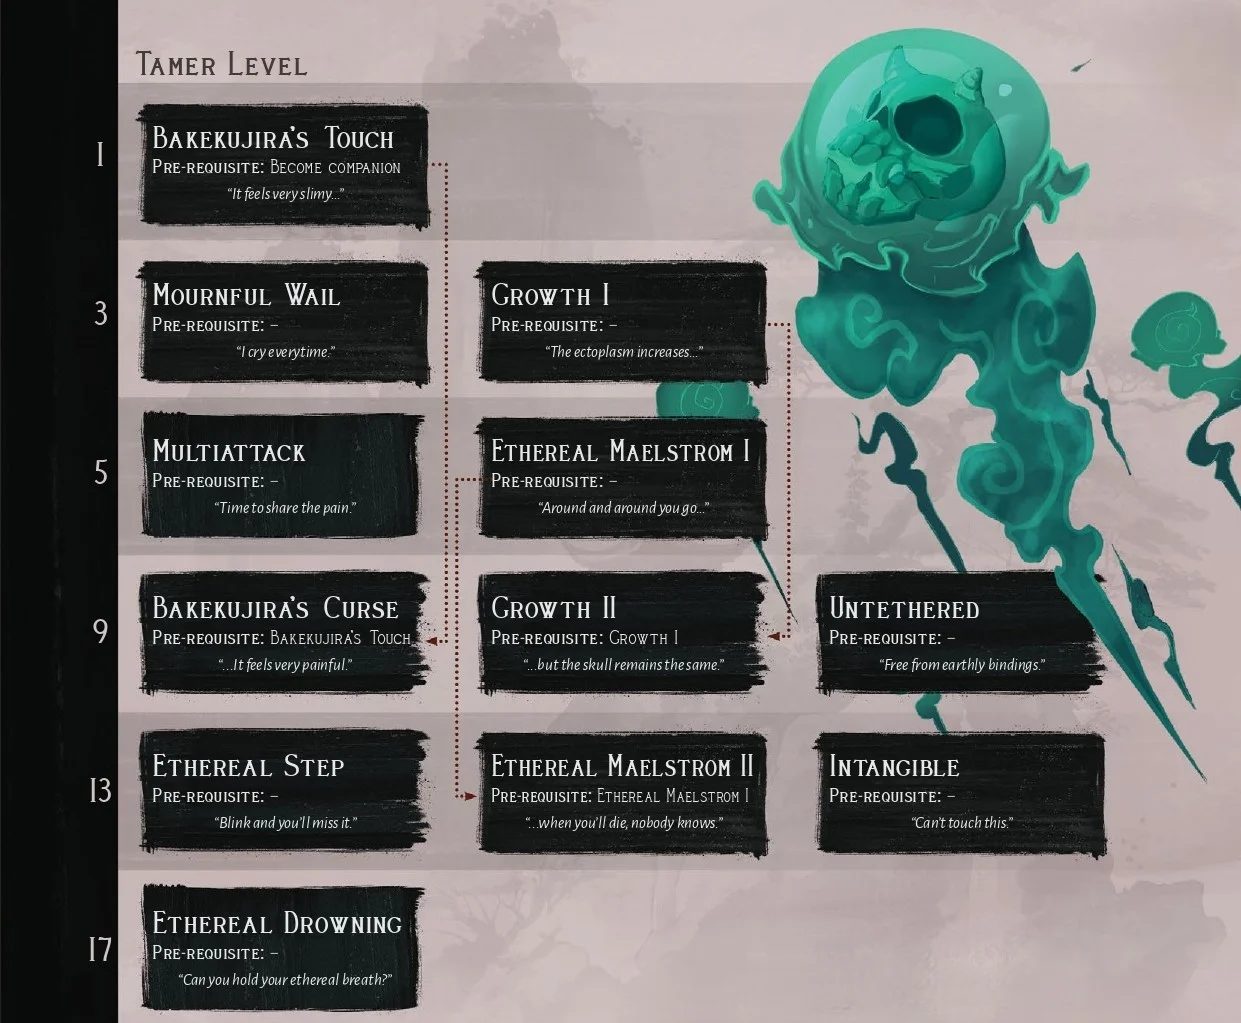 Tamer Level
1
Bakekujira's Touch
Pre-requisite: Become companion
"It feels very slimy..."
3
Mournful Wail
Pre-requisite: –
"I cry everytime."
Growth I
Pre-requisite: –
"The ectoplasm increases..."
5
Multiattack
Pre-requisite: –
"Time to share the pain."
Ethereal Maelstrom I
Pre-requisite: –
"Around and around you go..."
9
Bakekujira's Curse
Pre-requisite: Bakekujira's Touch
"...It feels very painful."
Growth II
Pre-requisite: Growth I
"...but the skull remains the same."
Untethered
Pre-requisite: –
"Free from earthly bindings."
13
Ethereal Step
Pre-requisite: –
"Blink and you'll miss it."
Ethereal Maelstrom II
Pre-requisite: Ethereal Maelstrom I
"...when you'll die, nobody knows."
Intangible
Pre-requisite: –
"Can't touch this."
17
Ethereal Drowning
Pre-requisite: –
"Can you hold your ethereal breath?"